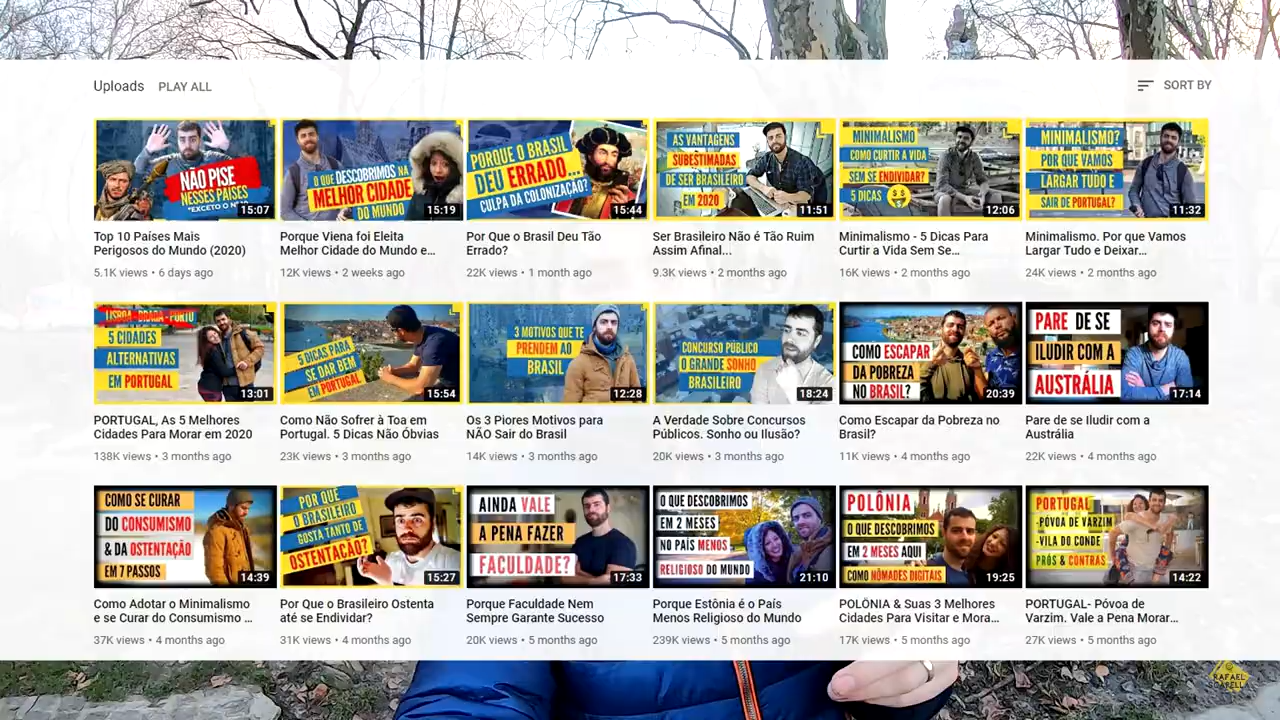 Uploads PLAY ALL
SORT BY
NÃO PISE
NESSES PAÍSES
*EXCETO O
15:07
O QUE DESCOBRIMOS NA
MELHOR CIDADE
DO MUNDO
15:19
PORQUE O BRASIL
DEU ERRADO...
CULPA DA COLONIZAÇÃO?
15:44
AS VANTAGENS
SUBESTIMADAS
DE SER BRASILEIRO
EM 2020
11:51
MINIMALISMO
COMO CURTIR A VIDA
SEM SE ENDIVIDAR?
5 DICAS
12:06
MINIMALISMO?
POR QUE VAMOS
LARGAR TUDO E
SAIR DE PORTUGAL?
11:32
Top 10 Países Mais
Perigosos do Mundo (2020)
5.1K views • 6 days ago
Porque Viena foi Eleita
Melhor Cidade do Mundo e...
12K views • 2 weeks ago
Por Que o Brasil Deu Tão
Errado?
22K views • 1 month ago
Ser Brasileiro Não é Tão Ruim
Assim Afinal...
9.3K views • 2 months ago
Minimalismo - 5 Dicas Para
Curtir a Vida Sem Se...
16K views • 2 months ago
Minimalismo. Por que Vamos
Largar Tudo e Deixar...
24K views • 2 months ago
LISBOA - BRAGA - PORTO
5 CIDADES
ALTERNATIVAS
EM PORTUGAL
13:01
5 DICAS PARA
SE DAR BEM
EM PORTUGAL
15:54
3 MOTIVOS QUE TE
PRENDEM AO
BRASIL
12:28
CONCURSO PÚBLICO
O GRANDE SONHO
BRASILEIRO
18:24
COMO ESCAPAR
DA POBREZA
NO BRASIL?
20:39
PARE DE SE
ILUDIR COM A
AUSTRÁLIA
17:14
PORTUGAL, As 5 Melhores
Cidades Para Morar em 2020
138K views • 3 months ago
Como Não Sofrer à Toa em
Portugal. 5 Dicas Não Óbvias
23K views • 3 months ago
Os 3 Piores Motivos para
NÃO Sair do Brasil
14K views • 3 months ago
A Verdade Sobre Concursos
Públicos. Sonho ou Ilusão?
20K views • 3 months ago
Como Escapar da Pobreza no
Brasil?
11K views • 4 months ago
Pare de se Iludir com a
Austrália
22K views • 4 months ago
COMO SE CURAR
DO CONSUMISMO
& DA OSTENTAÇÃO
EM 7 PASSOS
14:39
POR QUE
O BRASILEIRO
GOSTA TANTO DE
OSTENTAÇÃO?
15:27
AINDA VALE
A PENA FAZER
FACULDADE?
17:33
O QUE DESCOBRIMOS
EM 2 MESES
NO PAÍS MENOS
RELIGIOSO DO MUNDO
21:10
POLÔNIA
O QUE DESCOBRIMOS
EM 2 MESES AQUI
COMO NÔMADES DIGITAIS
19:25
PORTUGAL
-PÓVOA DE VARZIM
-VILA DO CONDE
PRÓS & CONTRAS
14:22
Como Adotar o Minimalismo
e se Curar do Consumismo ...
37K views • 4 months ago
Por Que o Brasileiro Ostenta
até se Endividar?
31K views • 4 months ago
Porque Faculdade Nem
Sempre Garante Sucesso
20K views • 5 months ago
Porque Estônia é o País
Menos Religioso do Mundo
239K views • 5 months ago
POLÔNIA & Suas 3 Melhores
Cidades Para Visitar e Mora...
17K views • 5 months ago
PORTUGAL- Póvoa de
Varzim. Vale a Pena Morar...
27K views • 5 months ago
RAFAEL